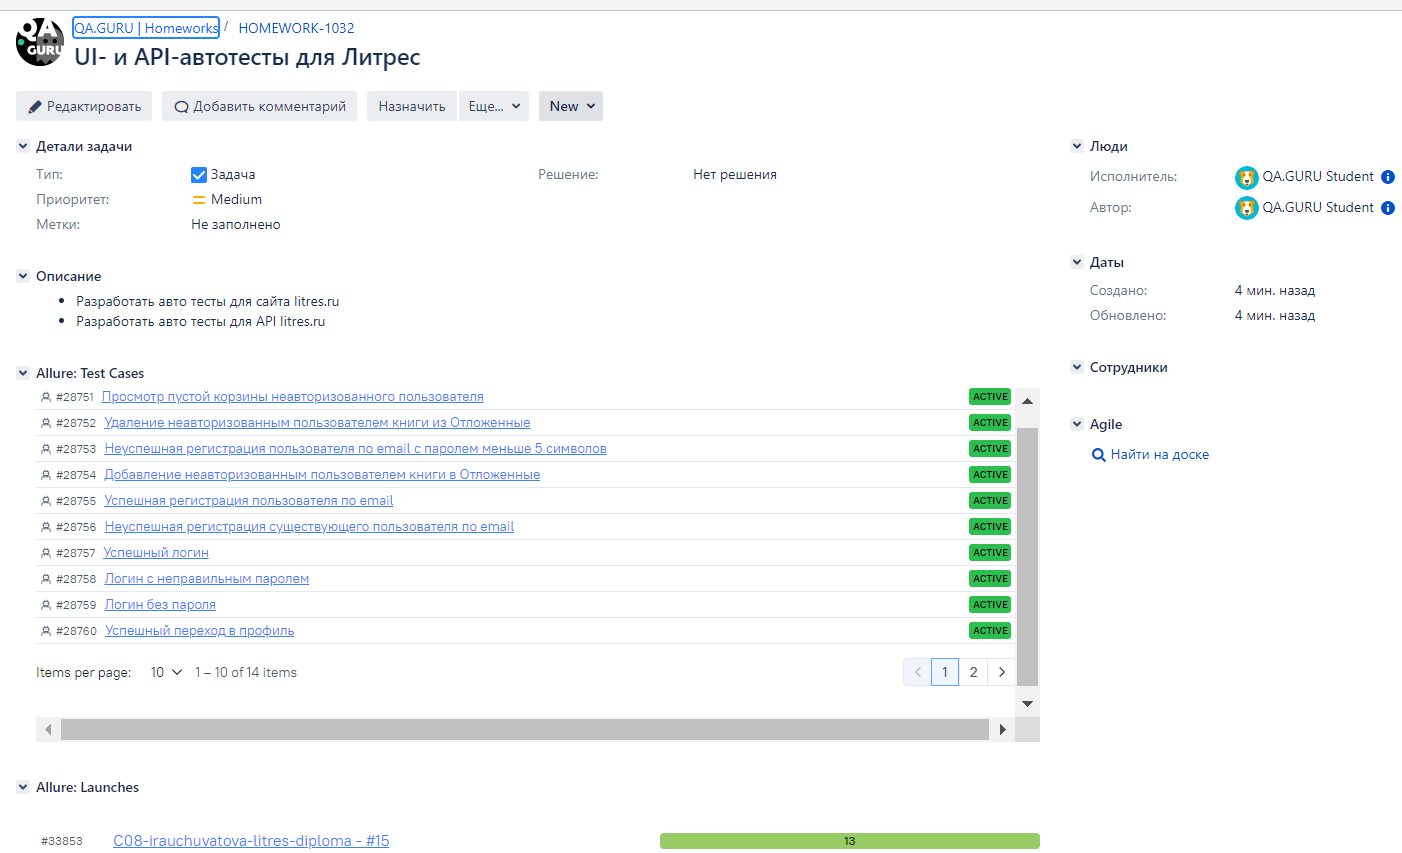 QA GURU
QA.GURU | Homeworks / HOMEWORK-1032
UI- и API-автотесты для Литрес
Редактировать Добавить комментарий Назначить Еще... New
Детали задачи
Тип: Задача Решение: Нет решения
Приоритет: Medium
Метки: Не заполнено
Описание
Разработать авто тесты для сайта litres.ru
Разработать авто тесты для API litres.ru
Allure: Test Cases
#28751 Просмотр пустой корзины неавторизованного пользователя ACTIVE
#28752 Удаление неавторизованным пользователем книги из Отложенные ACTIVE
#28753 Неуспешная регистрация пользователя по email с паролем меньше 5 символов ACTIVE
#28754 Добавление неавторизованным пользователем книги в Отложенные ACTIVE
#28755 Успешная регистрация пользователя по email ACTIVE
#28756 Неуспешная регистрация существующего пользователя по email ACTIVE
#28757 Успешный логин ACTIVE
#28758 Логин с неправильным паролем ACTIVE
#28759 Логин без пароля ACTIVE
#28760 Успешный переход в профиль ACTIVE
Items per page: 10 1 – 10 of 14 items 1 2
Allure: Launches
#33853 C08-irauchuvatova-litres-diploma - #15 13
Люди
Исполнитель: QA.GURU Student
Автор: QA.GURU Student
Даты
Создано: 4 мин. назад
Обновлено: 4 мин. назад
Сотрудники
Agile
Найти на доске